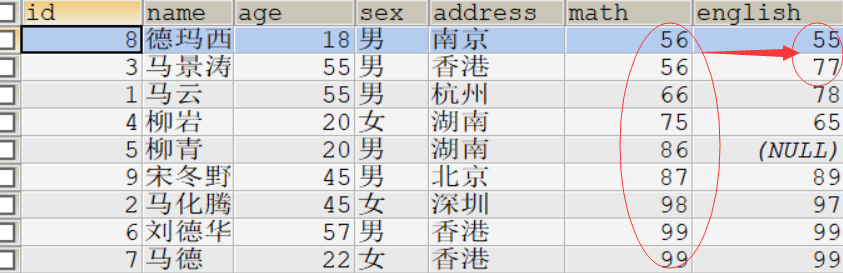 id name age sex address math english
8 德玛西 18 男 南京 56 55
3 马景涛 55 男 香港 56 77
1 马云 55 男 杭州 66 78
4 柳岩 20 女 湖南 75 65
5 柳青 20 男 湖南 86 (NULL)
9 宋冬野 45 男 北京 87 89
2 马化腾 45 女 深圳 98 97
6 刘德华 57 男 香港 99 99
7 马德 22 女 香港 99 99